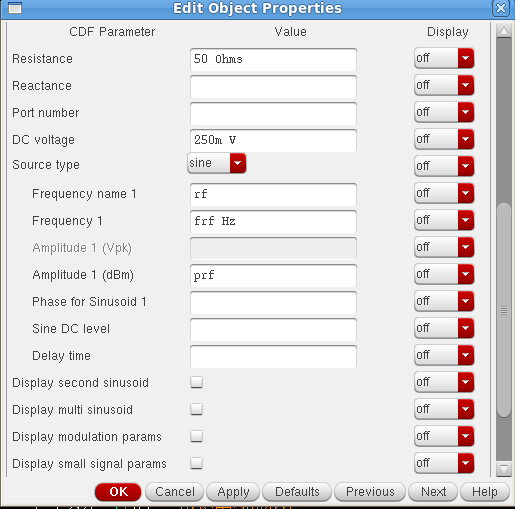 Edit Object Properties
CDF Parameter Value Display
Resistance 50 Ohms off
Reactance off
Port number off
DC voltage 250m V off
Source type sine off
Frequency name 1 rf off
Frequency 1 frf Hz off
Amplitude 1 (Vpk) off
Amplitude 1 (dBm) prf off
Phase for Sinusoid 1 off
Sine DC level off
Delay time off
Display second sinusoid off
Display multi sinusoid off
Display modulation params off
Display small signal params off
OK Cancel Apply Defaults Previous Next Help